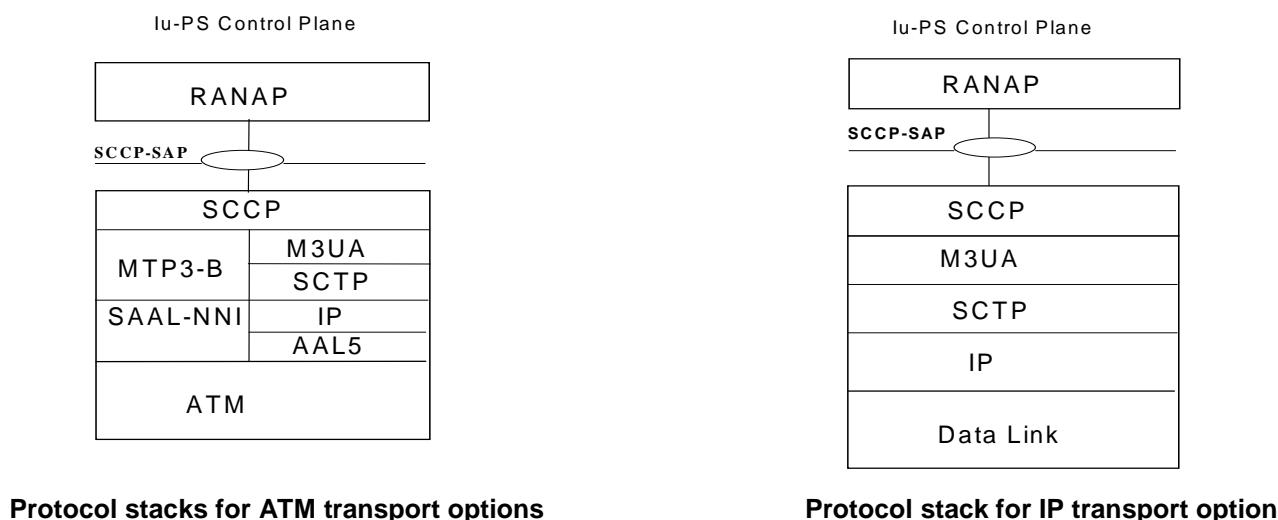 Iu-PS Control Plane
RANAP
SCCP-SAP
SCCP
MTP3-B
M3UA
SCTP
SAAL-NNI
IP
AAL5
ATM
Protocol stacks for ATM transport options
Iu-PS Control Plane
RANAP
SCCP-SAP
SCCP
M3UA
SCTP
IP
Data Link
Protocol stack for IP transport option